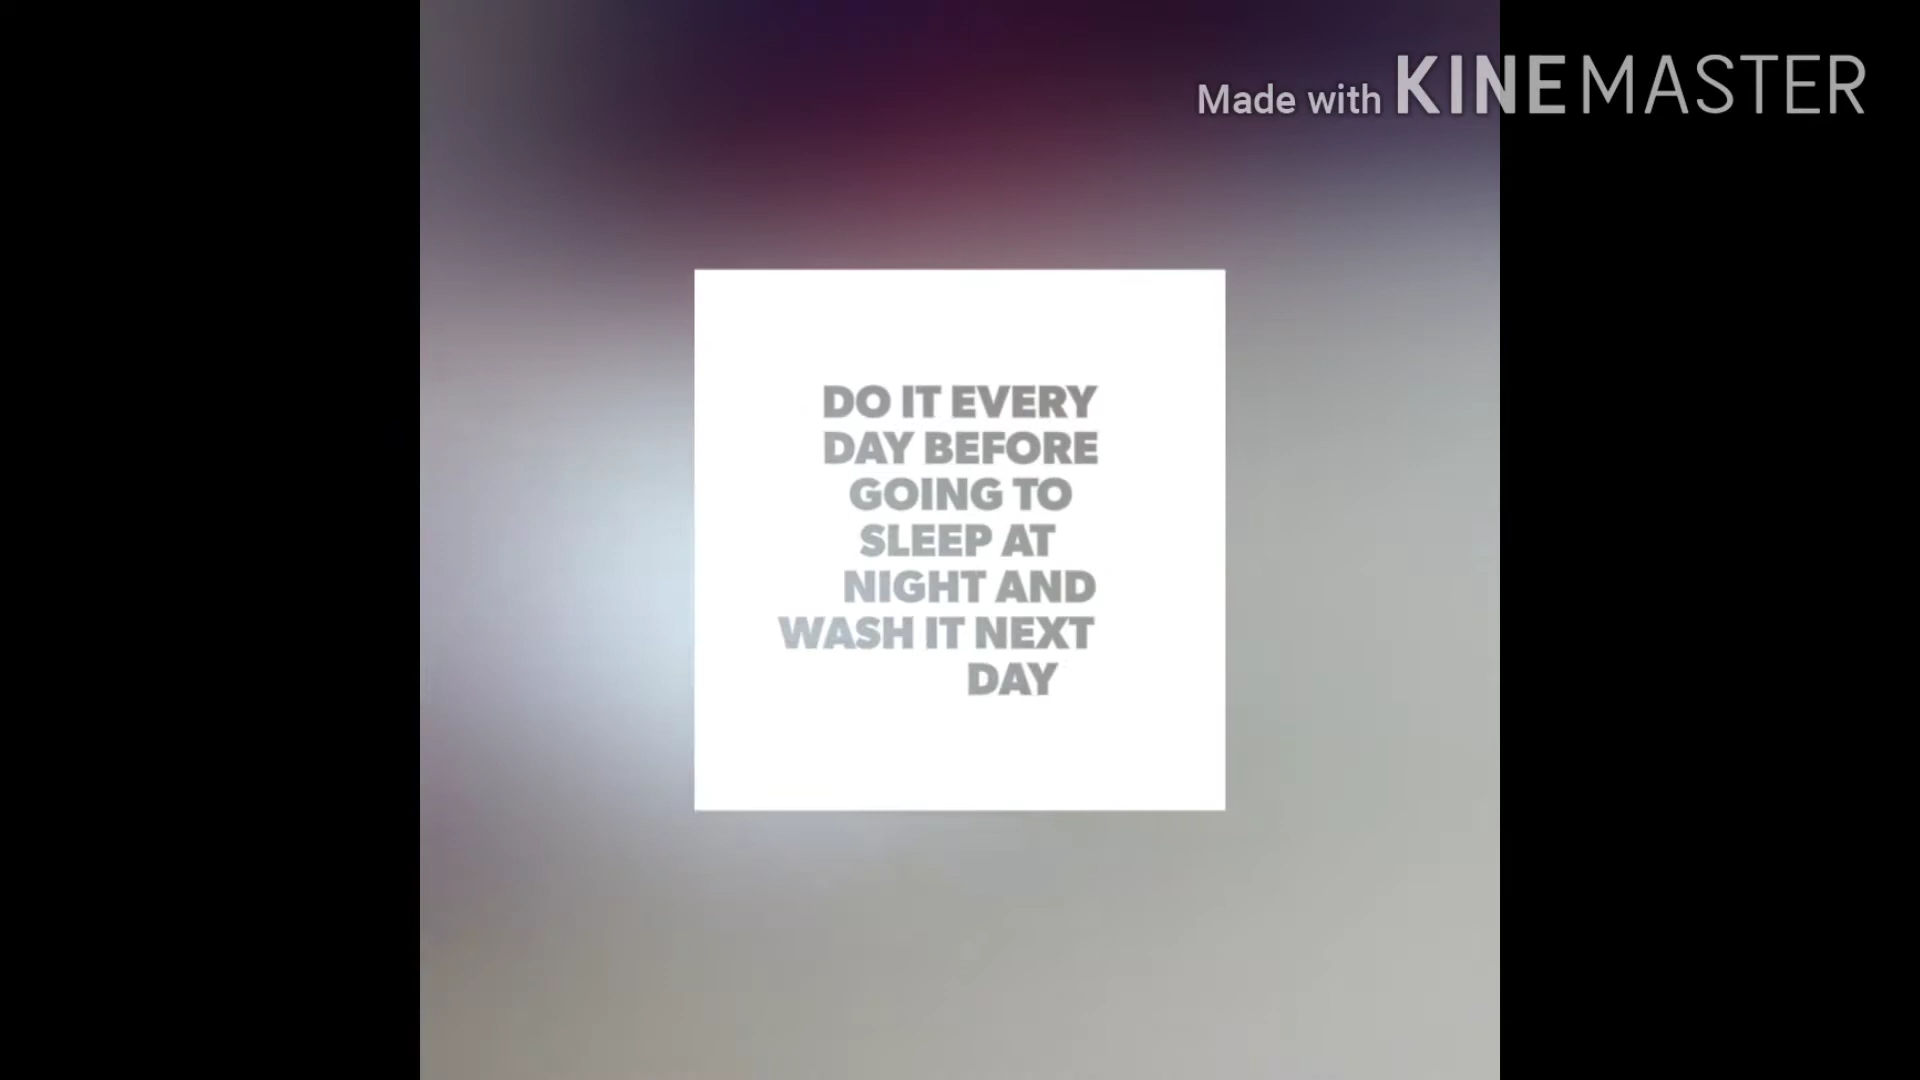 Made with KINEMASTER
DO IT EVERY
DAY BEFORE
GOING TO
SLEEP AT
NIGHT AND
WASH IT NEXT
DAY